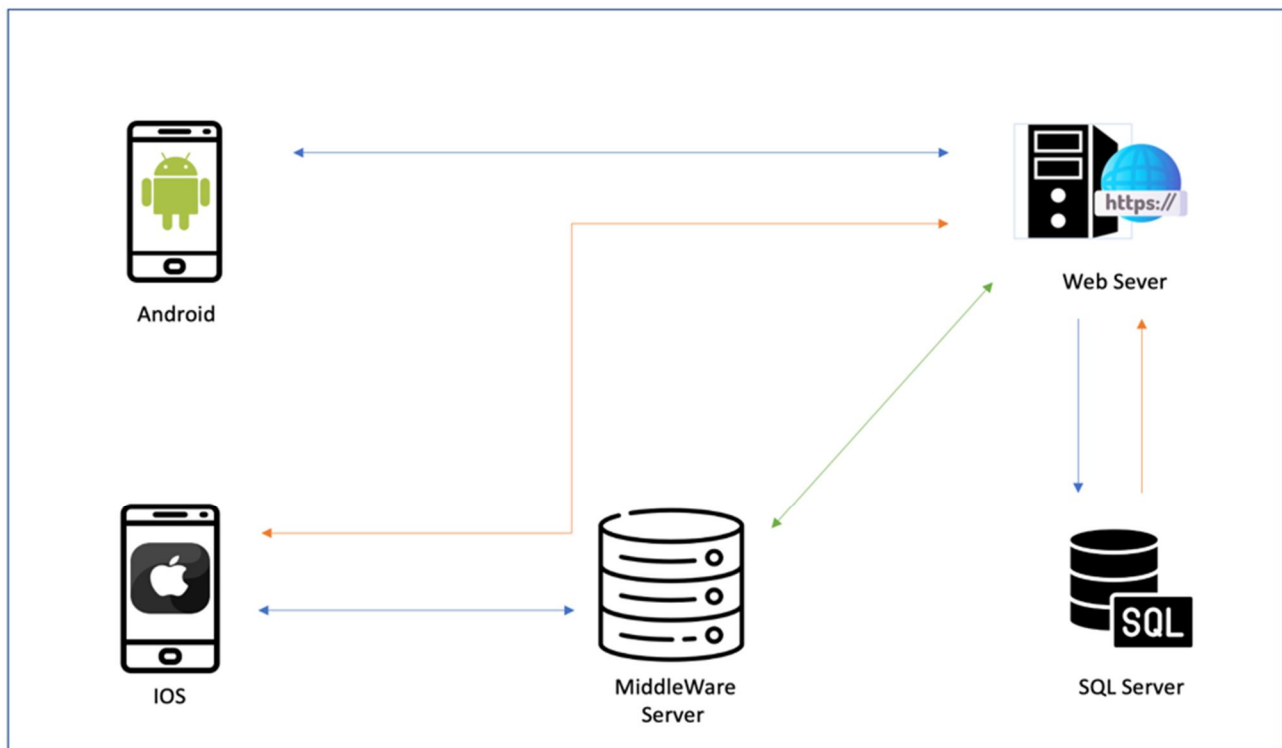 https://
Web Sever
Android
SQL
IOS
MiddleWare
Server
SQL Server